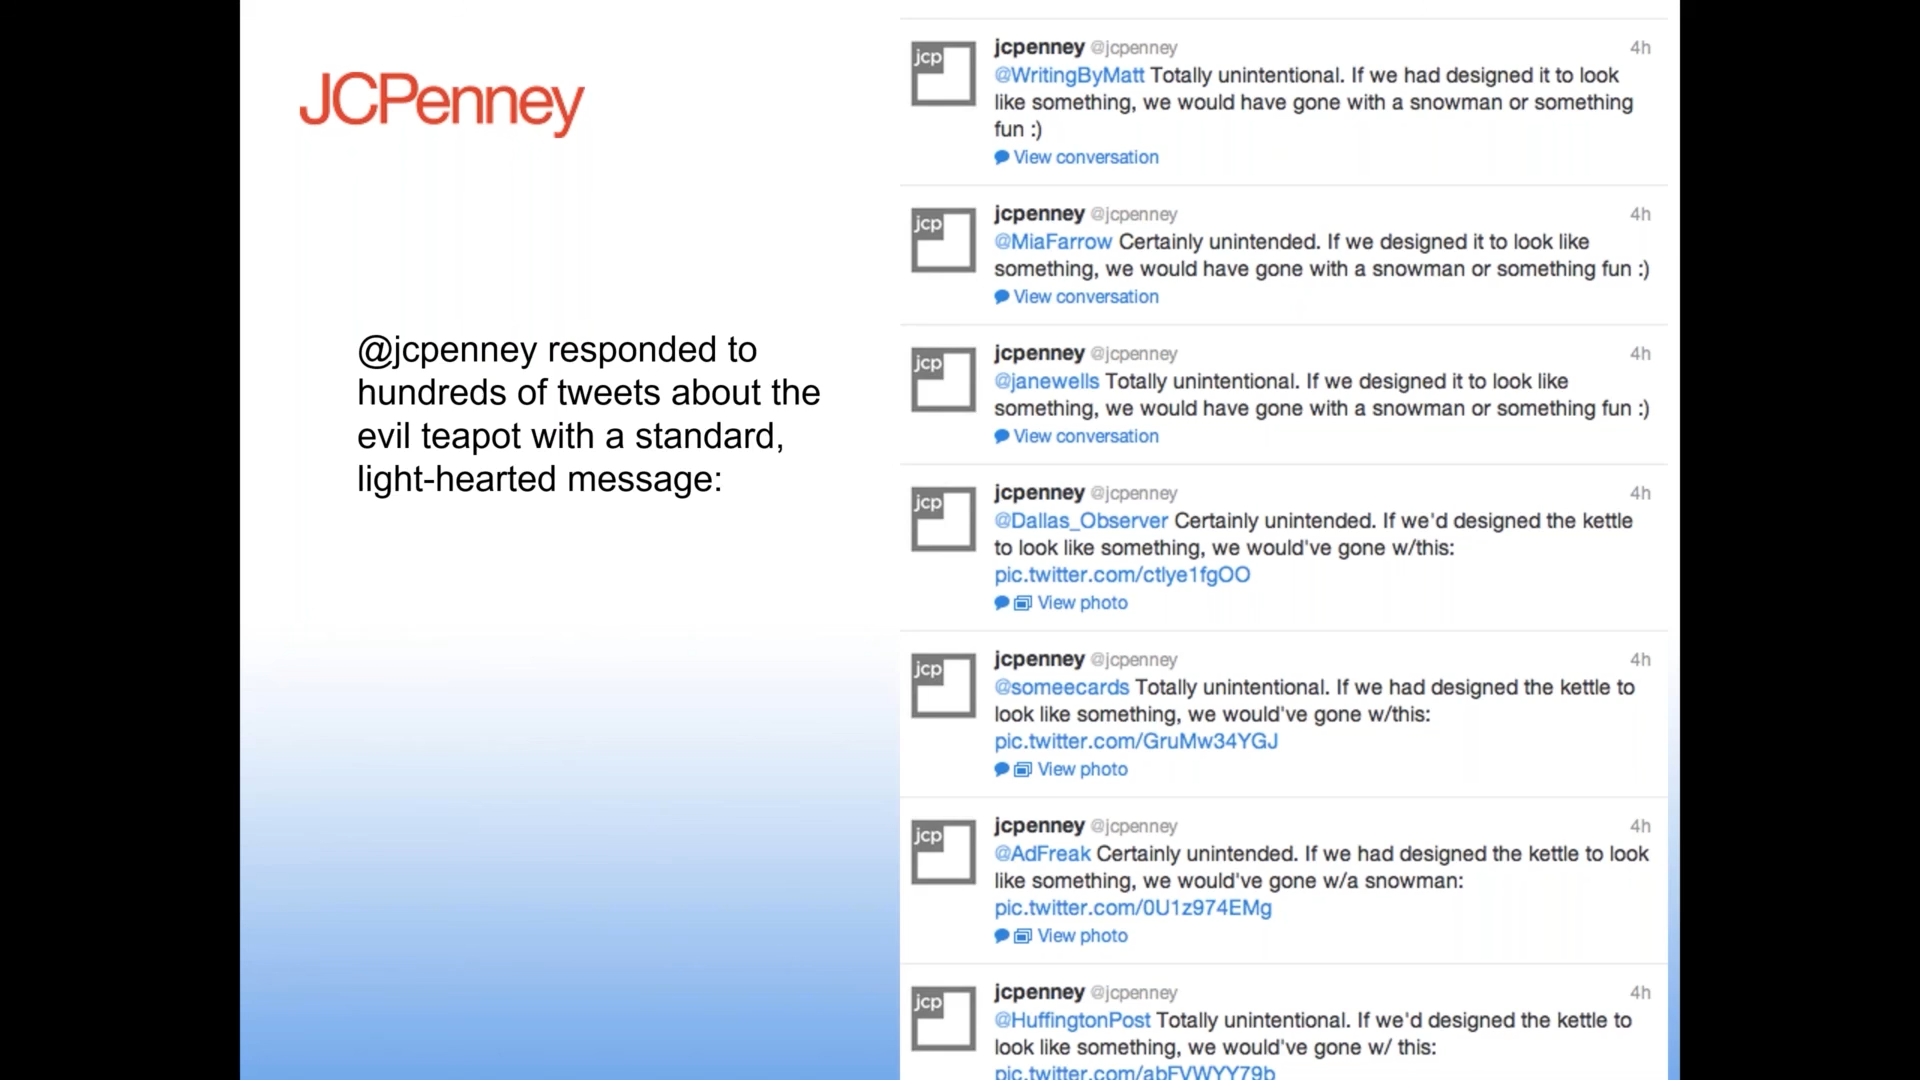 JCPenney
@jcpenney responded to
hundreds of tweets about the
evil teapot with a standard,
light-hearted message:
jcp
jcpenney @jcpenney 4h
@WritingByMatt Totally unintentional. If we had designed it to look
like something, we would have gone with a snowman or something
fun :)
View conversation
jcp
jcpenney @jcpenney 4h
@MiaFarrow Certainly unintended. If we designed it to look like
something, we would have gone with a snowman or something fun :)
View conversation
jcp
jcpenney @jcpenney 4h
@janewells Totally unintentional. If we designed it to look like
something, we would have gone with a snowman or something fun :)
View conversation
jcp
jcpenney @jcpenney 4h
@Dallas_Observer Certainly unintended. If we'd designed the kettle
to look like something, we would've gone w/this:
pic.twitter.com/ctlye1fgOO
View photo
jcp
jcpenney @jcpenney 4h
@someecards Totally unintentional. If we had designed the kettle to
look like something, we would've gone w/this:
pic.twitter.com/GruMw34YGJ
View photo
jcp
jcpenney @jcpenney 4h
@AdFreak Certainly unintended. If we had designed the kettle to look
like something, we would've gone w/a snowman:
pic.twitter.com/0U1z974EMg
View photo
jcp
jcpenney @jcpenney 4h
@HuffingtonPost Totally unintentional. If we'd designed the kettle to
look like something, we would've gone w/ this:
pic.twitter.com/abFVWYY79b